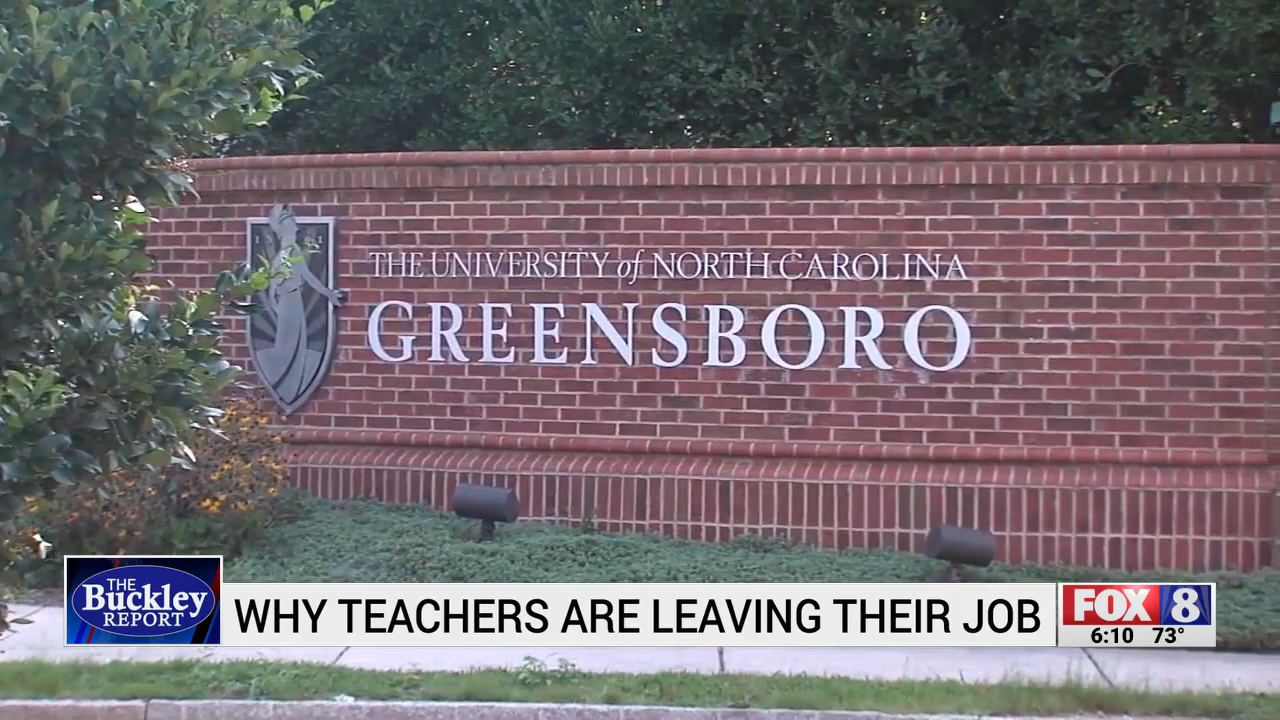 THE UNIVERSITY of NORTH CAROLINA
GREENSBORO
THE
Buckley
REPORT
WHY TEACHERS ARE LEAVING THEIR JOB
FOX 8
6:10 73°